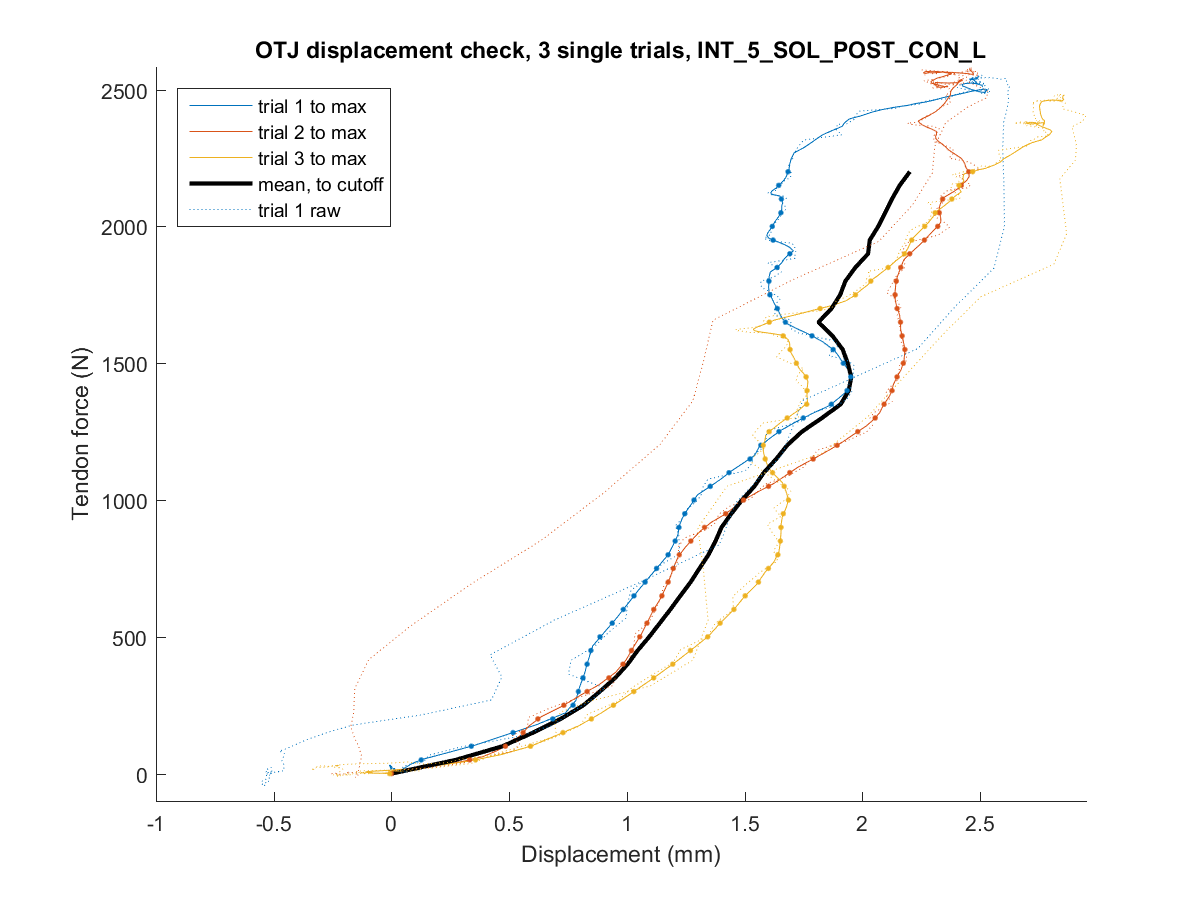 OTJ displacement check, 3 single trials, INT_5_SOL_POST_CON_L
trial 1 to max
trial 2 to max
trial 3 to max
mean, to cutoff
trial 1 raw
Tendon force (N)
2500
2000
1500
1000
500
0
-1
-0.5
0
0.5
1
1.5
2
2.5
Displacement (mm)